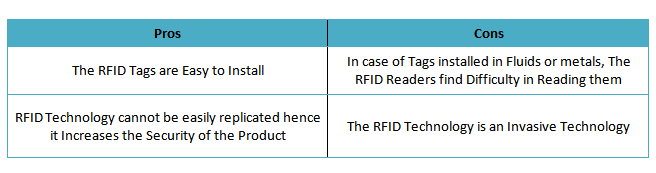 Pros
Cons
The RFID Tags are Easy to Install
In case of Tags installed in Fluids or metals, The
RFID Readers find Difficulty in Reading them
RFID Technology cannot be easily replicated hence
it Increases the Security of the Product
The RFID Technology is an Invasive Technology